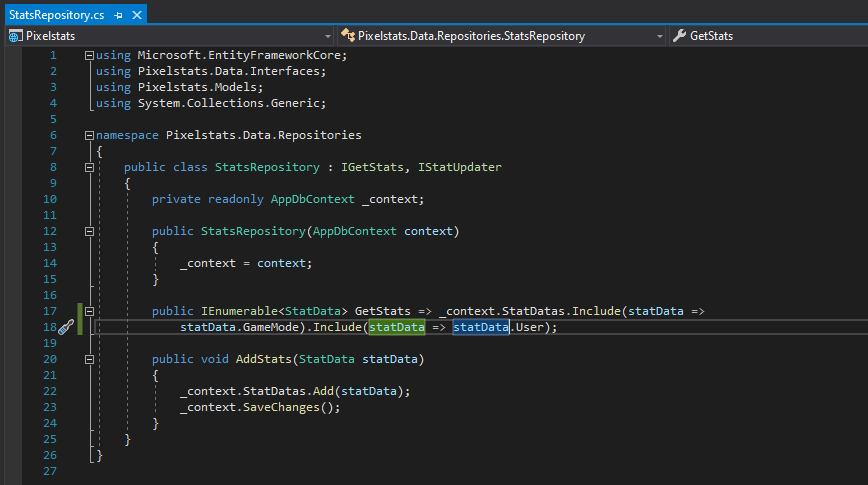 StatsRepository.cs
Pixelstats Pixelstats.Data.Repositories.StatsRepository GetStats
1 using Microsoft.EntityFrameworkCore;
2 using Pixelstats.Data.Interfaces;
3 using Pixelstats.Models;
4 using System.Collections.Generic;
5
6 namespace Pixelstats.Data.Repositories
7 {
8 public class StatsRepository : IGetStats, IStatUpdater
9 {
10 private readonly AppDbContext _context;
11
12 public StatsRepository(AppDbContext context)
13 {
14 _context = context;
15 }
16
17 public IEnumerable<StatData> GetStats => _context.StatDatas.Include(statData =>
18 statData.GameMode).Include(statData => statData.User);
19
20 public void AddStats(StatData statData)
21 {
22 _context.StatDatas.Add(statData);
23 _context.SaveChanges();
24 }
25 }
26 }
27